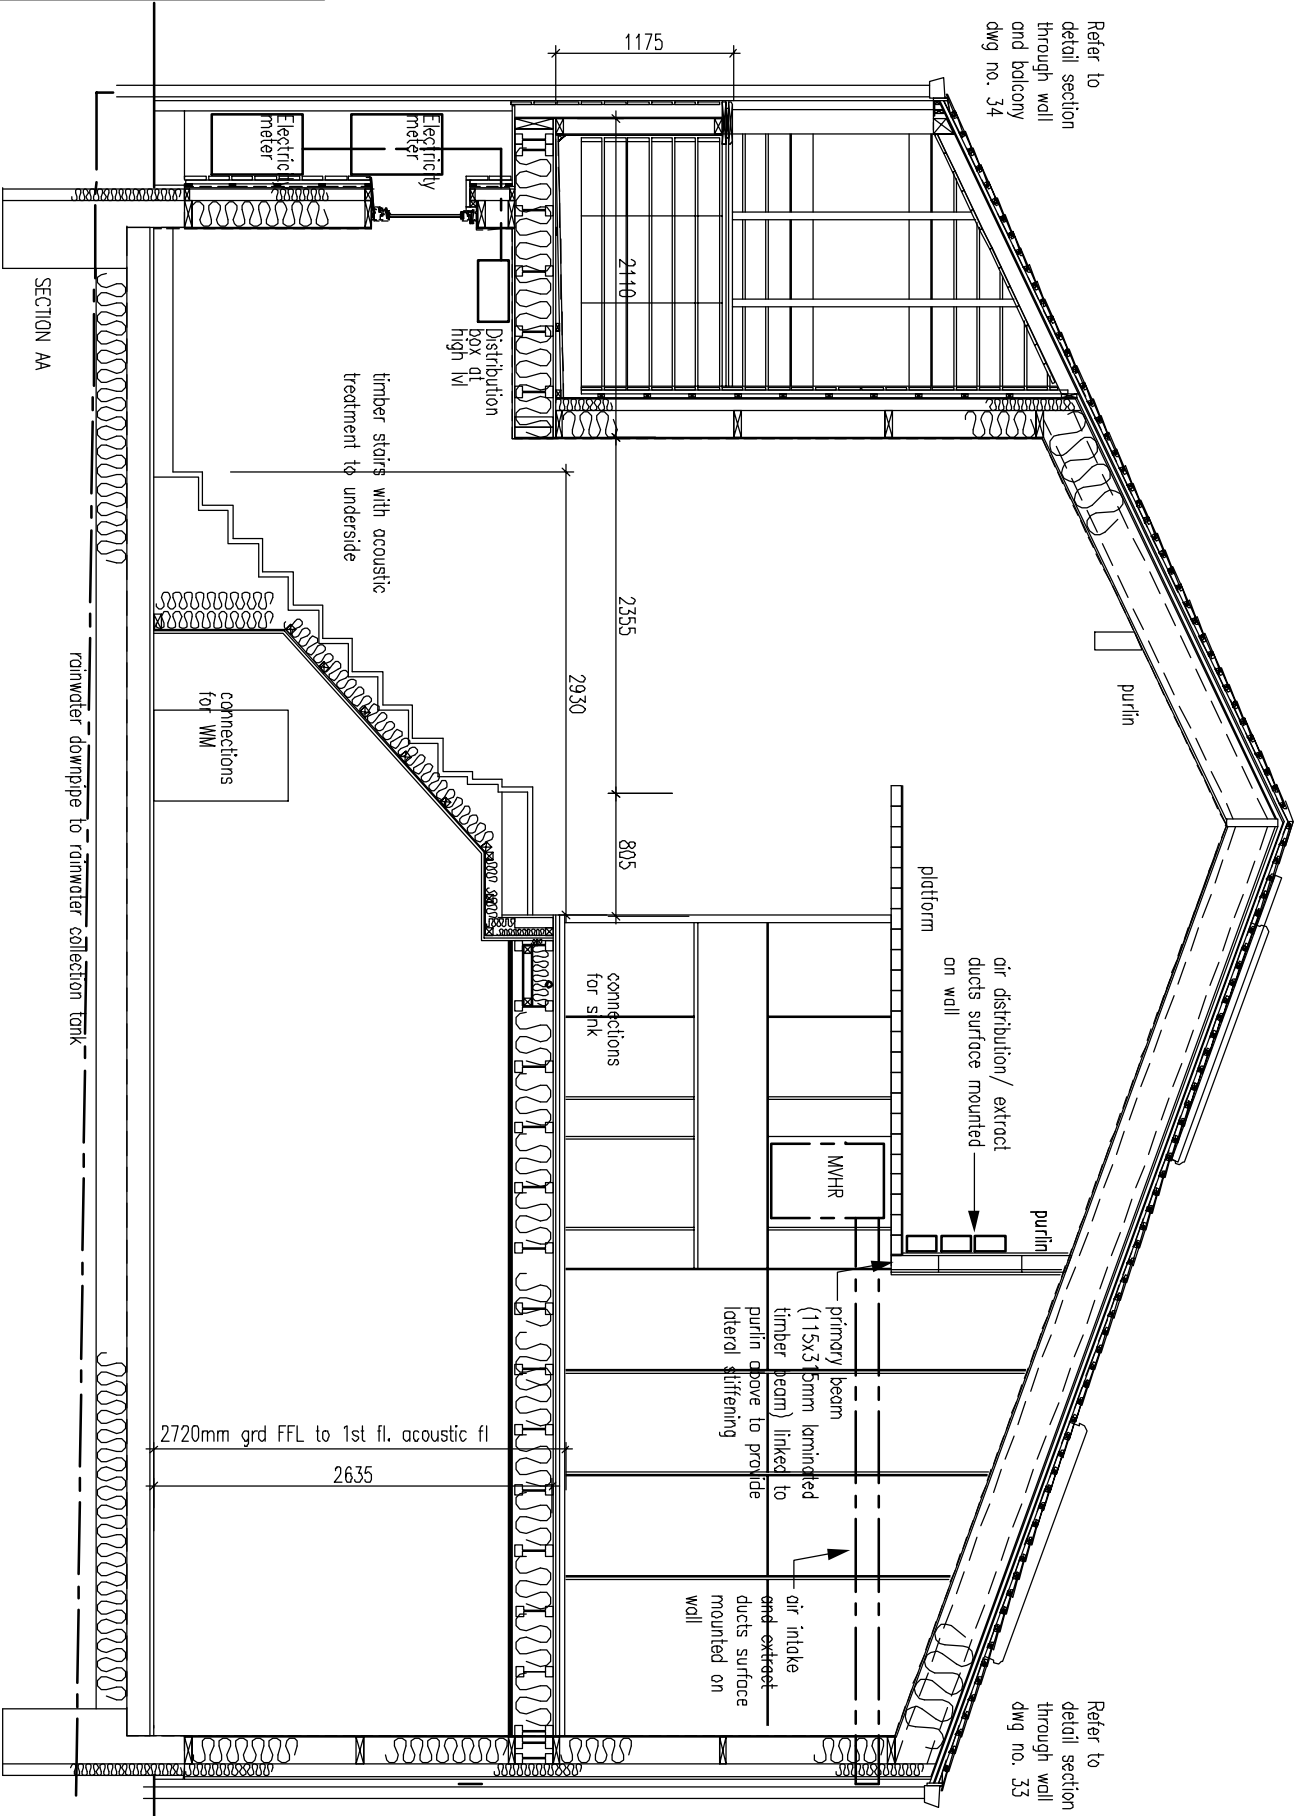 Refer to
detail section
through wall
and balcony
dwg no. 34
1175
Electricity
meter
Electricity
meter
2110
Distribution
box at
high lvl
SECTION AA
timber stairs with acoustic
treatment to underside
2355
2930
805
purlin
connections
for WM
rainwater downpipe to rainwater collection tank
platform
air distribution/ extract
ducts surface mounted
on wall
connections
for sink
MVHR
purlin
primary beam
(115x315mm laminated
timber beam) linked to
purlin above to provide
lateral stiffening
2720mm grd FFL to 1st fl. acoustic fl
2635
air intake
and extract
ducts surface
mounted on
wall
Refer to
detail section
through wall
dwg no. 33